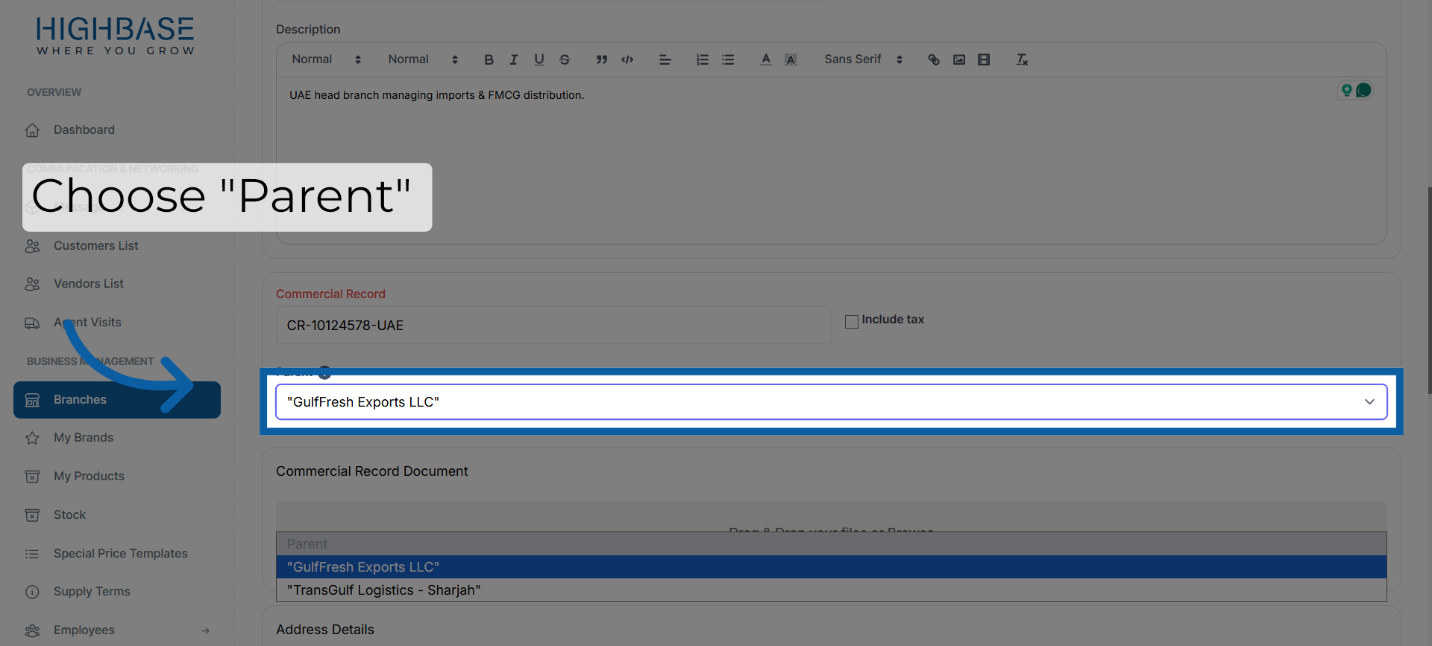 HIGHBASE
WHERE YOU GROW
OVERVIEW
Dashboard
COMMUNICATION & NETWORKING
Choose "Parent"
Customers List
Vendors List
Agent Visits
BUSINESS MANAGEMENT
Branches
My Brands
My Products
Stock
Special Price Templates
Supply Terms
Employees
Description
Normal Normal B I U S Sans Serif
UAE head branch managing imports & FMCG distribution.
Commercial Record
CR-10124578-UAE
Include tax
Parent
"GulfFresh Exports LLC"
Commercial Record Document
Drag & Drop your files or Browse
Parent
"GulfFresh Exports LLC"
"TransGulf Logistics - Sharjah"
Address Details